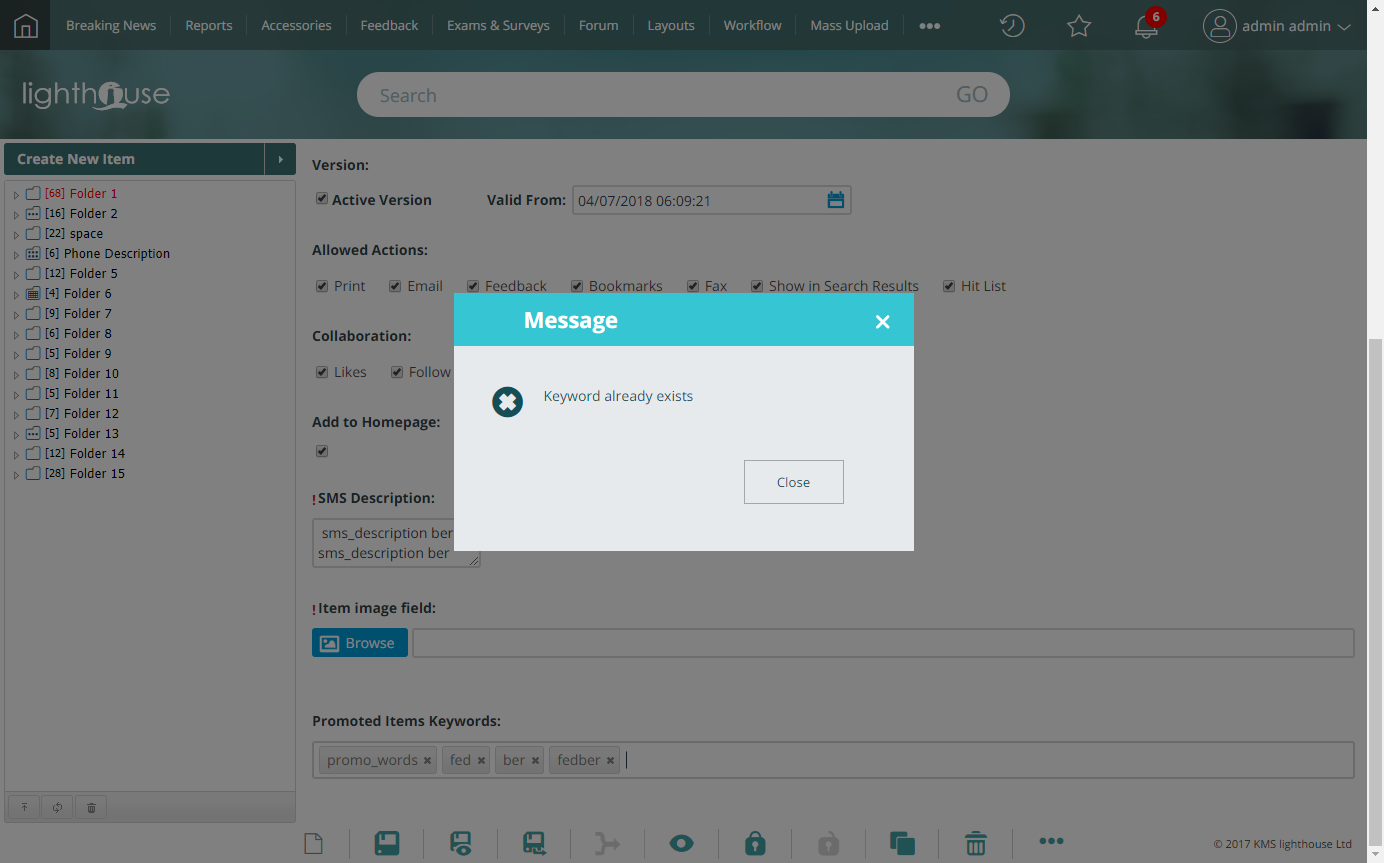 Breaking News Reports Accessories Feedback Exams & Surveys Forum Layouts Workflow Mass Upload ••• 6 admin admin
lighthouse Search GO
Create New Item
[68] Folder 1
[16] Folder 2
[22] space
[6] Phone Description
[12] Folder 5
[4] Folder 6
[9] Folder 7
[6] Folder 8
[5] Folder 9
[8] Folder 10
[5] Folder 11
[7] Folder 12
[5] Folder 13
[12] Folder 14
[28] Folder 15
Version:
Active Version Valid From: 04/07/2018 06:09:21
Allowed Actions:
Print Email Feedback Bookmarks Fax Show in Search Results Hit List
Collaboration:
Likes Follow
Add to Homepage:
!SMS Description:
sms_description ber
sms_description ber
!Item image field:
Browse
Promoted Items Keywords:
promo_words × fed × ber × fedber ×
Message ×
Keyword already exists
Close
© 2017 KMS lighthouse Ltd